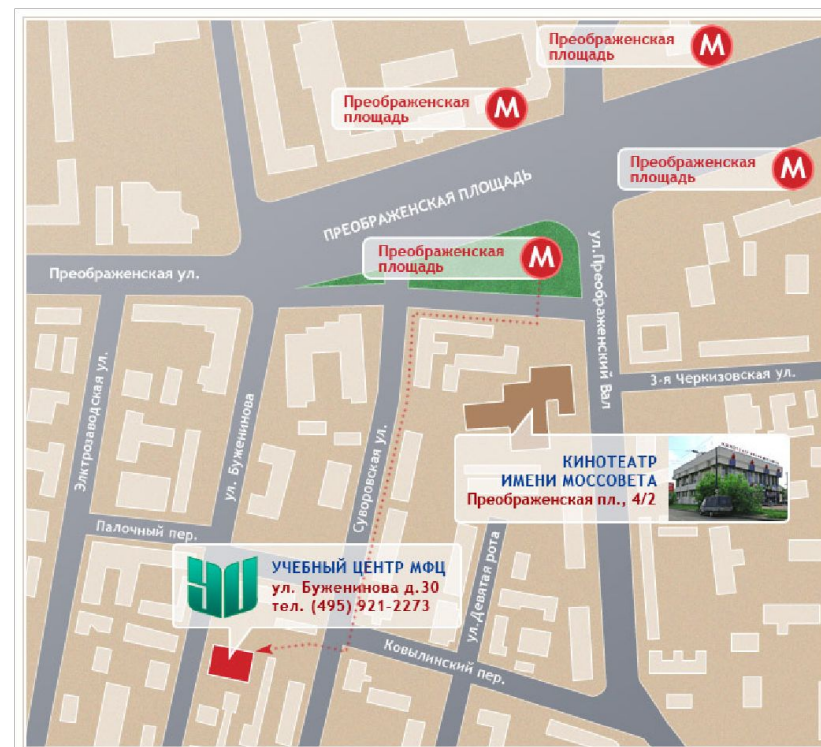 Преображенская
площадь
М
Преображенская
площадь
М
Преображенская
площадь
М
ПРЕОБРАЖЕНСКАЯ ПЛОЩАДЬ
Преображенская
площадь
М
Преображенская ул.
ул.Преображенский Вал
3-я Черкизовская ул.
Элктрозаводская ул.
ул. Буженинова
Суворовская ул.
КИНОТЕАТР
ИМЕНИ МОССОВЕТА
Преображенская пл., 4/2
Палочный пер.
ул.Девятая рота
УЧЕБНЫЙ ЦЕНТР МФЦ
ул. Буженинова д.30
тел. (495) 921-2273
Ковылинский пер.